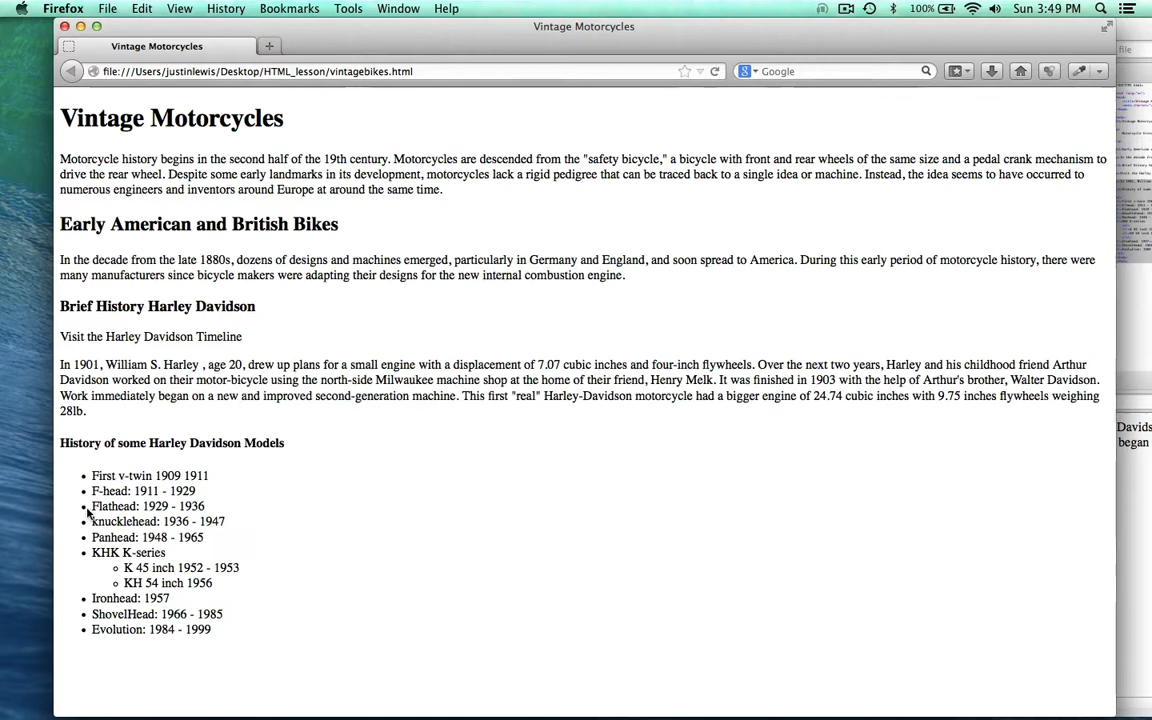 Firefox File Edit View History Bookmarks Tools Window Help 100% Sun 3:49 PM
Vintage Motorcycles
Vintage Motorcycles
file:///Users/justinlewis/Desktop/HTML_lesson/vintagebikes.html Google
file
Vintage Motorcycles
Motorcycle history begins in the second half of the 19th century. Motorcycles are descended from the "safety bicycle," a bicycle with front and rear wheels of the same size and a pedal crank mechanism to
drive the rear wheel. Despite some early landmarks in its development, motorcycles lack a rigid pedigree that can be traced back to a single idea or machine. Instead, the idea seems to have occurred to
numerous engineers and inventors around Europe at around the same time.
Early American and British Bikes
In the decade from the late 1880s, dozens of designs and machines emerged, particularly in Germany and England, and soon spread to America. During this early period of motorcycle history, there were
many manufacturers since bicycle makers were adapting their designs for the new internal combustion engine.
Brief History Harley Davidson
Visit the Harley Davidson Timeline
In 1901, William S. Harley , age 20, drew up plans for a small engine with a displacement of 7.07 cubic inches and four-inch flywheels. Over the next two years, Harley and his childhood friend Arthur
Davidson worked on their motor-bicycle using the north-side Milwaukee machine shop at the home of their friend, Henry Melk. It was finished in 1903 with the help of Arthur's brother, Walter Davidson.
Work immediately began on a new and improved second-generation machine. This first "real" Harley-Davidson motorcycle had a bigger engine of 24.74 cubic inches with 9.75 inches flywheels weighing
28lb.
Davids
began
History of some Harley Davidson Models
First v-twin 1909 1911
F-head: 1911 - 1929
Flathead: 1929 - 1936
knucklehead: 1936 - 1947
Panhead: 1948 - 1965
KHK K-series
K 45 inch 1952 - 1953
KH 54 inch 1956
Ironhead: 1957
ShovelHead: 1966 - 1985
Evolution: 1984 - 1999